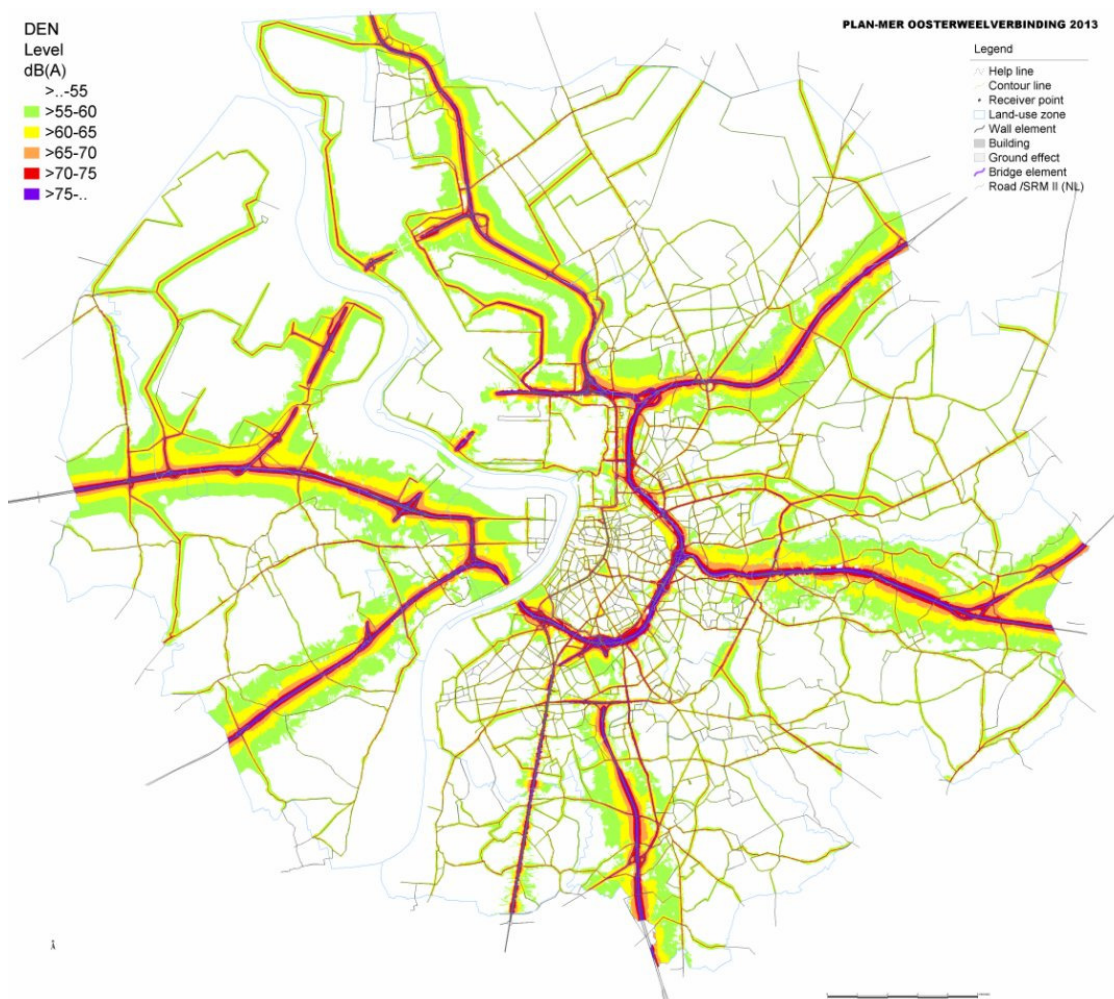 DEN
Level
dB(A)
>..-55
>55-60
>60-65
>65-70
>70-75
>75-..
PLAN-MER OOSTERWEELVERBINDING 2013
Legend
Help line
Contour line
Receiver point
Land-use zone
Wall element
Building
Ground effect
Bridge element
Road /SRM II (NL)